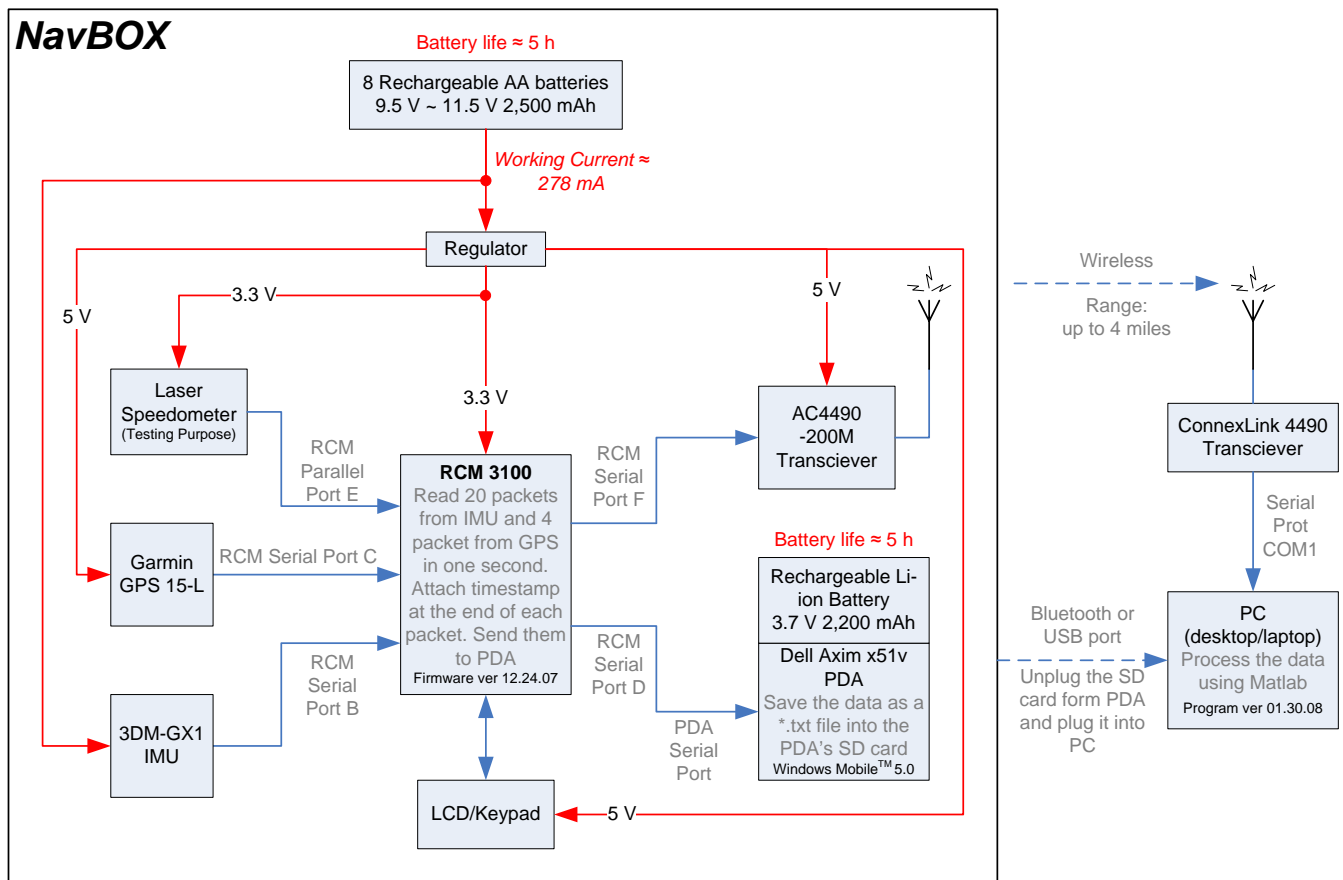 NavBOX
Battery life ≈ 5 h
8 Rechargeable AA batteries
9.5 V ~ 11.5 V 2,500 mAh
Working Current ≈
278 mA
Regulator
3.3 V
5 V
5 V
3.3 V
Laser
Speedometer
(Testing Purpose)
RCM
Parallel
Port E
Garmin
GPS 15-L
RCM Serial Port C
3DM-GX1
IMU
RCM
Serial
Port B
RCM 3100
Read 20 packets
from IMU and 4
packet from GPS
in one second.
Attach timestamp
at the end of each
packet. Send them
to PDA
Firmware ver 12.24.07
LCD/Keypad
5 V
RCM
Serial
Port F
AC4490
-200M
Transciever
RCM
Serial
Port D
PDA
Serial
Port
Battery life ≈ 5 h
Rechargeable Li-
ion Battery
3.7 V 2,200 mAh
Dell Axim x51v
PDA
Save the data as a
*.txt file into the
PDA's SD card
Windows Mobile™ 5.0
Wireless
Range:
up to 4 miles
ConnexLink 4490
Transciever
Serial
Prot
COM1
Bluetooth or
USB port
Unplug the SD
card form PDA
and plug it into
PC
PC
(desktop/laptop)
Process the data
using Matlab
Program ver 01.30.08